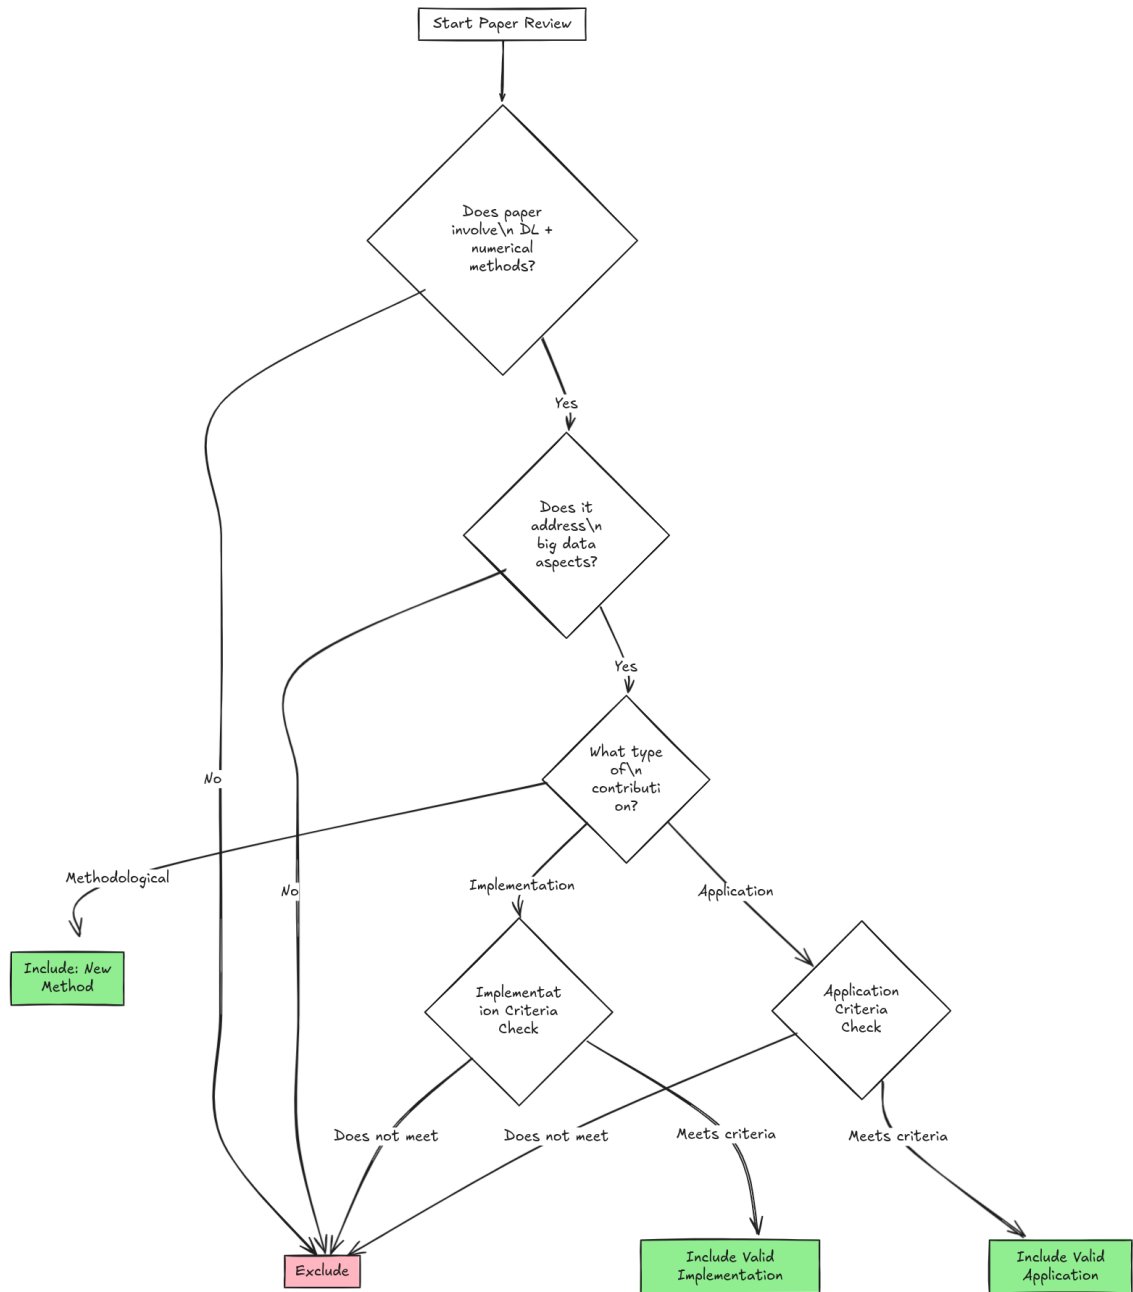 Start Paper Review
Does paper
involve\n DL +
numerical
methods?
Yes
Does it
address\n
big data
aspects?
Yes
What type
of\n
contributi
on?
No
Methodological
No
Implementation
Application
Include: New
Method
Implementat
ion Criteria
Check
Application
Criteria
Check
Does not meet
Does not meet
Meets criteria
Meets criteria
Exclude
Include Valid
Implementation
Include Valid
Application